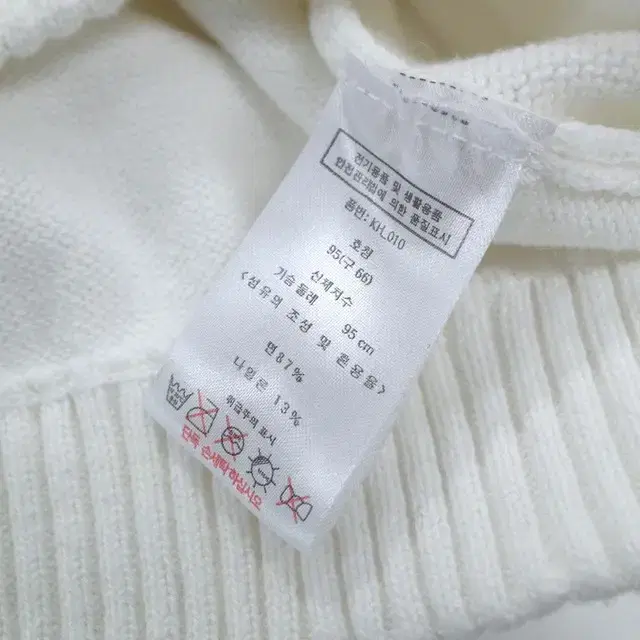 전기용품 및 생활용품
안전관리법에 의한 품질표시
품번: KHL010
호칭
95(구 66)
신체치수
가슴둘레 95 cm
<섬유의 조성 및 혼용율>
면 87%
나일론 13%
취급주의 표시
단독 손세탁 하십시오